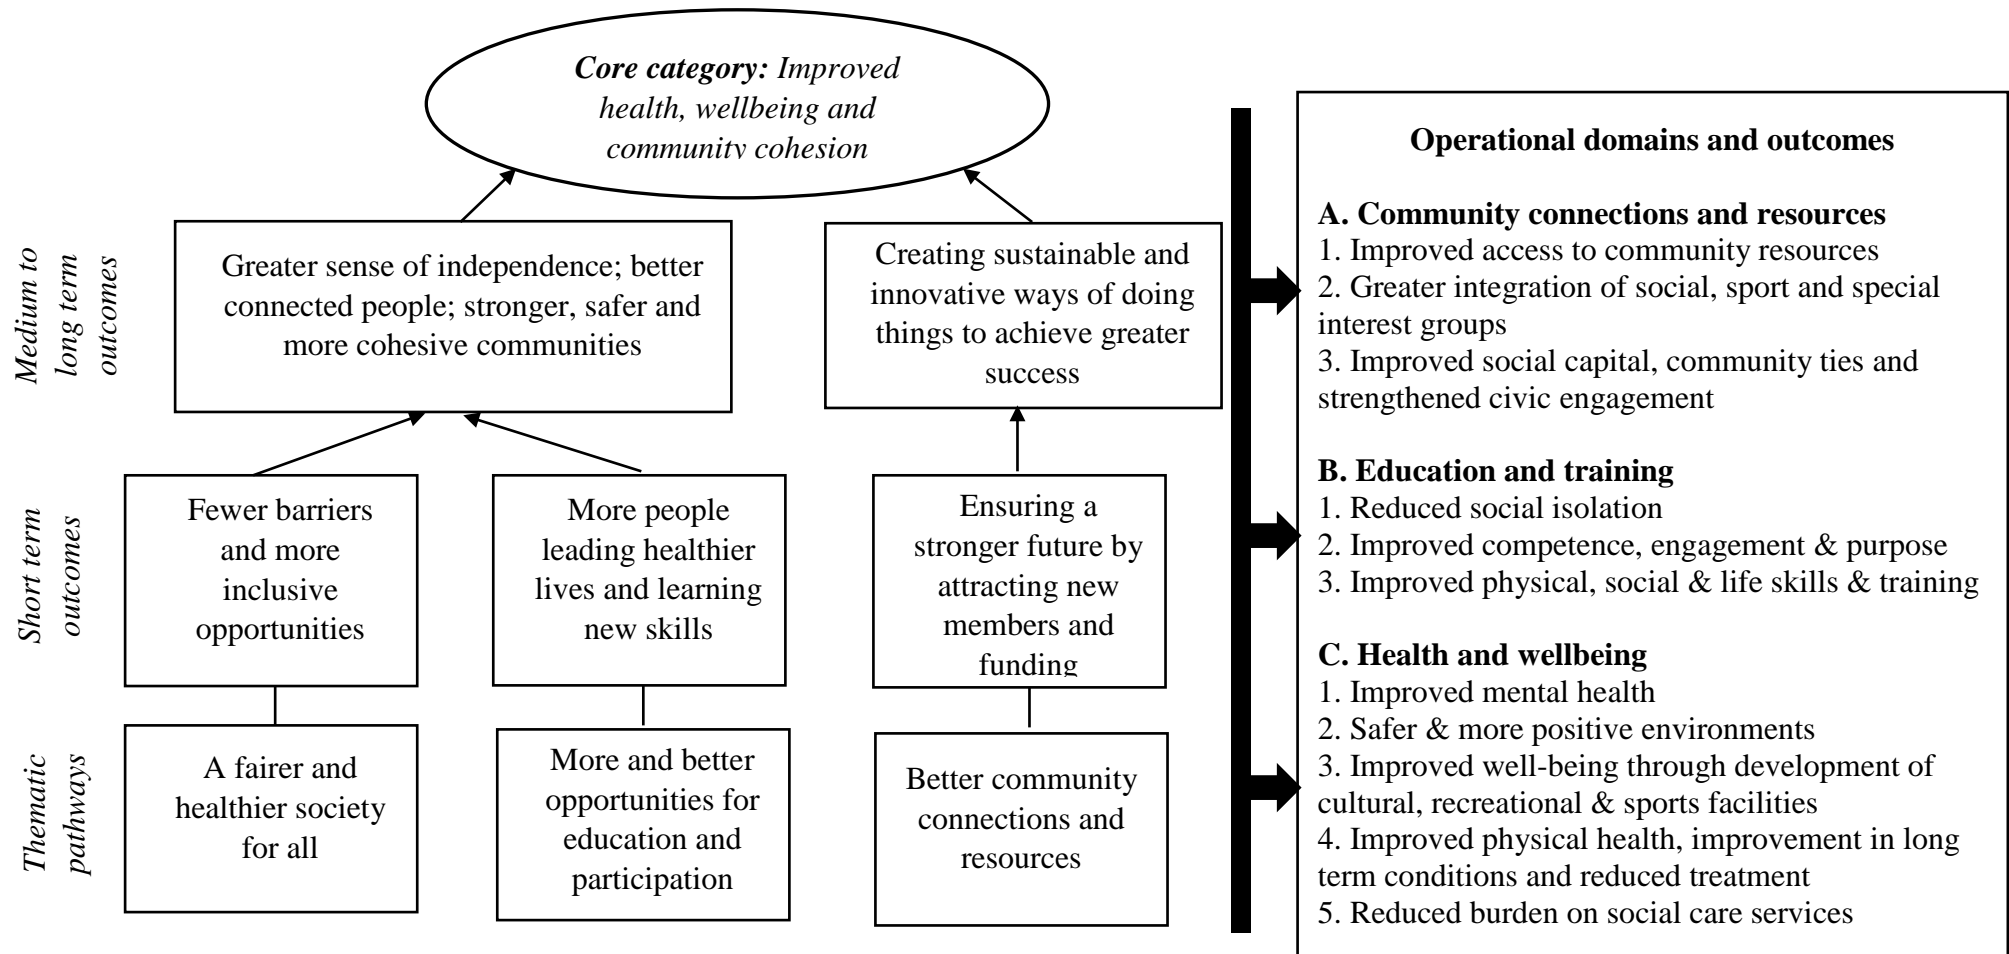 Core category: Improved
health, wellbeing and
community cohesion
Medium to
long term
outcomes
Greater sense of independence; better
connected people; stronger, safer and
more cohesive communities
Creating sustainable and
innovative ways of doing
things to achieve greater
success
Short term
outcomes
Fewer barriers
and more
inclusive
opportunities
More people
leading healthier
lives and learning
new skills
Ensuring a
stronger future by
attracting new
members and
funding
Thematic
pathways
A fairer and
healthier society
for all
More and better
opportunities for
education and
participation
Better community
connections and
resources
Operational domains and outcomes
A. Community connections and resources
1. Improved access to community resources
2. Greater integration of social, sport and special
interest groups
3. Improved social capital, community ties and
strengthened civic engagement
B. Education and training
1. Reduced social isolation
2. Improved competence, engagement & purpose
3. Improved physical, social & life skills & training
C. Health and wellbeing
1. Improved mental health
2. Safer & more positive environments
3. Improved well-being through development of
cultural, recreational & sports facilities
4. Improved physical health, improvement in long
term conditions and reduced treatment
5. Reduced burden on social care services